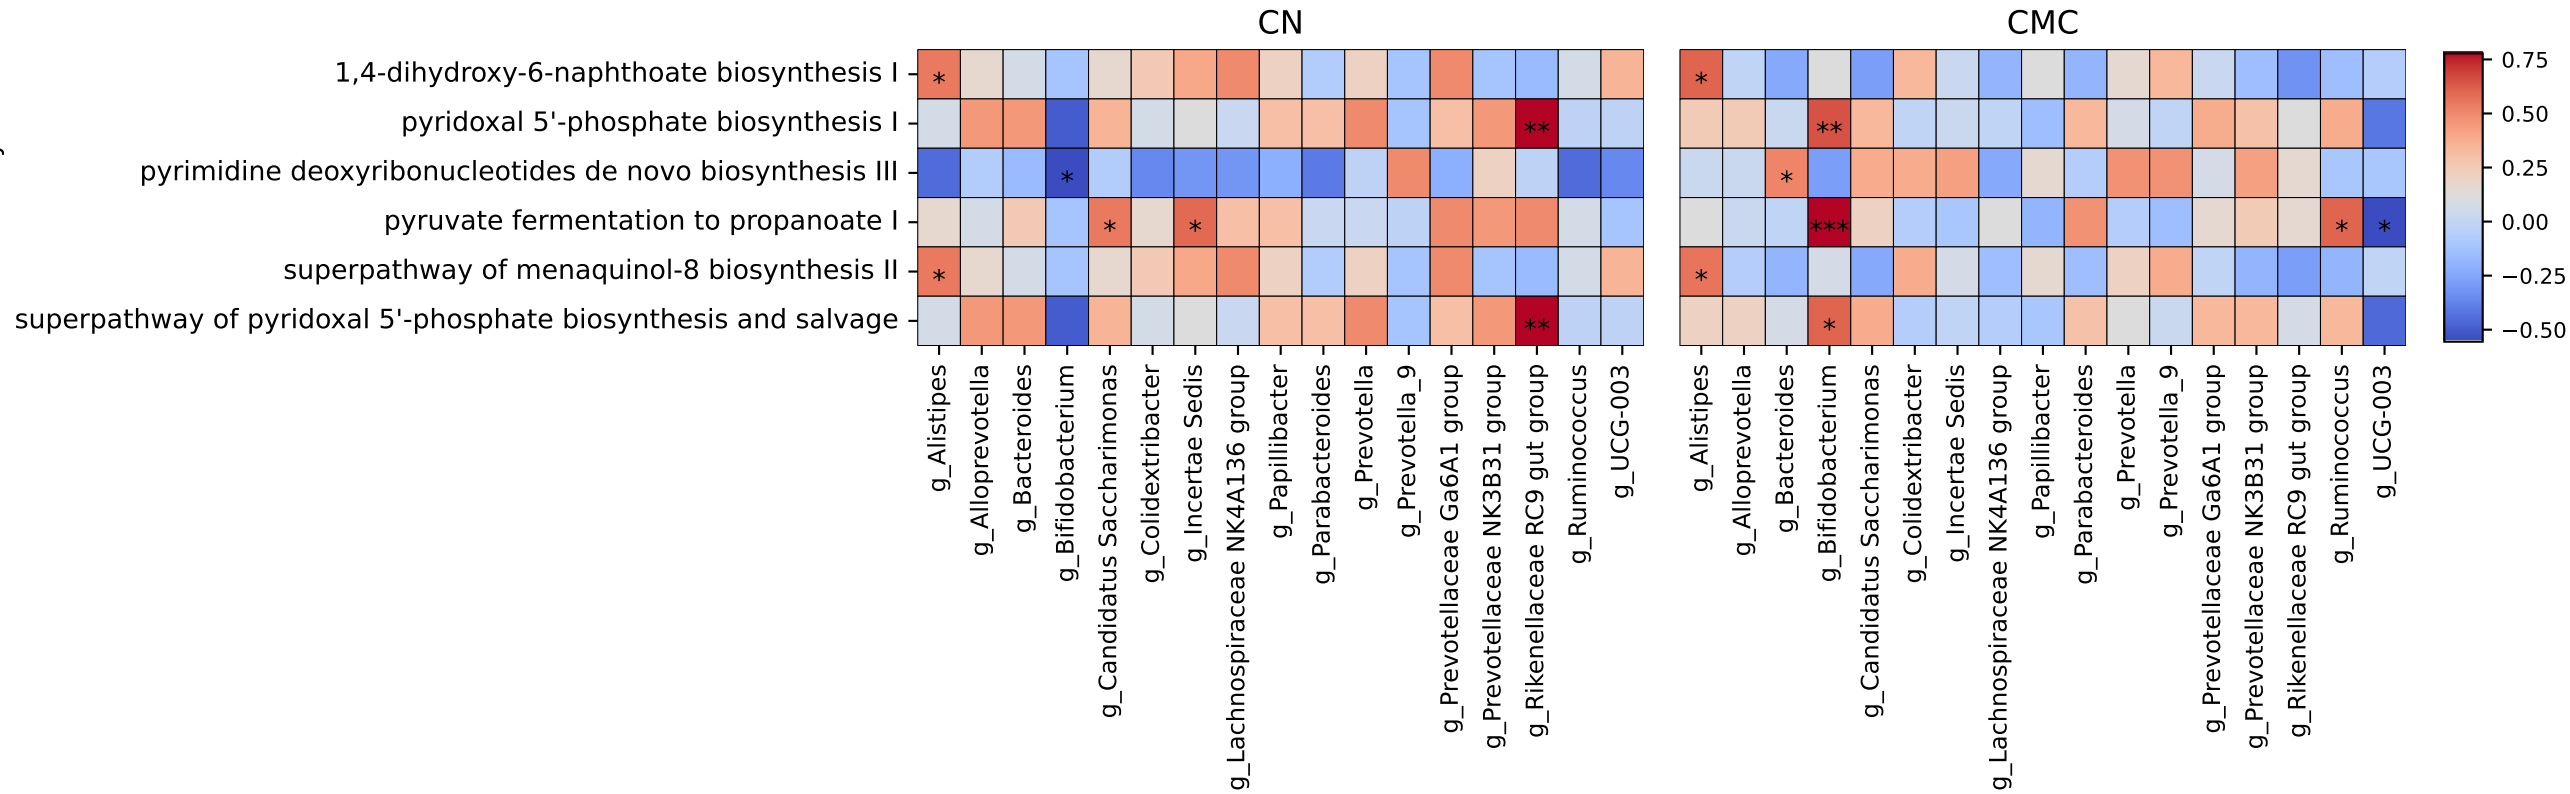 CN
CMC
1,4-dihydroxy-6-naphthoate biosynthesis I
pyridoxal 5'-phosphate biosynthesis I
pyrimidine deoxyribonucleotides de novo biosynthesis III
pyruvate fermentation to propanoate I
superpathway of menaquinol-8 biosynthesis II
superpathway of pyridoxal 5'-phosphate biosynthesis and salvage
* *
** **
* *
* * *** * *
* *
** *
g_Alistipes
g_Alloprevotella
g_Bacteroides
g_Bifidobacterium
g_Candidatus Saccharimonas
g_Colidextribacter
g_Incertae Sedis
g_Lachnospiraceae NK4A136 group
g_Papillibacter
g_Parabacteroides
g_Prevotella
g_Prevotella_9
g_Prevotellaceae Ga6A1 group
g_Prevotellaceae NK3B31 group
g_Rikenellaceae RC9 gut group
g_Ruminococcus
g_UCG-003
g_Alistipes
g_Alloprevotella
g_Bacteroides
g_Bifidobacterium
g_Candidatus Saccharimonas
g_Colidextribacter
g_Incertae Sedis
g_Lachnospiraceae NK4A136 group
g_Papillibacter
g_Parabacteroides
g_Prevotella
g_Prevotella_9
g_Prevotellaceae Ga6A1 group
g_Prevotellaceae NK3B31 group
g_Rikenellaceae RC9 gut group
g_Ruminococcus
g_UCG-003
0.75
0.50
0.25
0.00
−0.25
−0.50